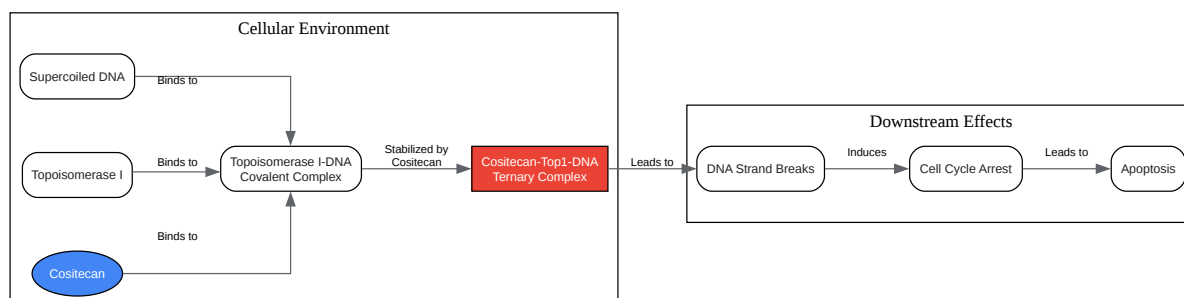 Cellular Environment
Supercoiled DNA
Binds to
Topoisomerase I
Binds to
Topoisomerase I-DNA
Covalent Complex
Stabilized by
Cositecan
Cositecan-Top1-DNA
Ternary Complex
Binds to
Cositecan
Leads to
Downstream Effects
DNA Strand Breaks
Induces
Cell Cycle Arrest
Leads to
Apoptosis